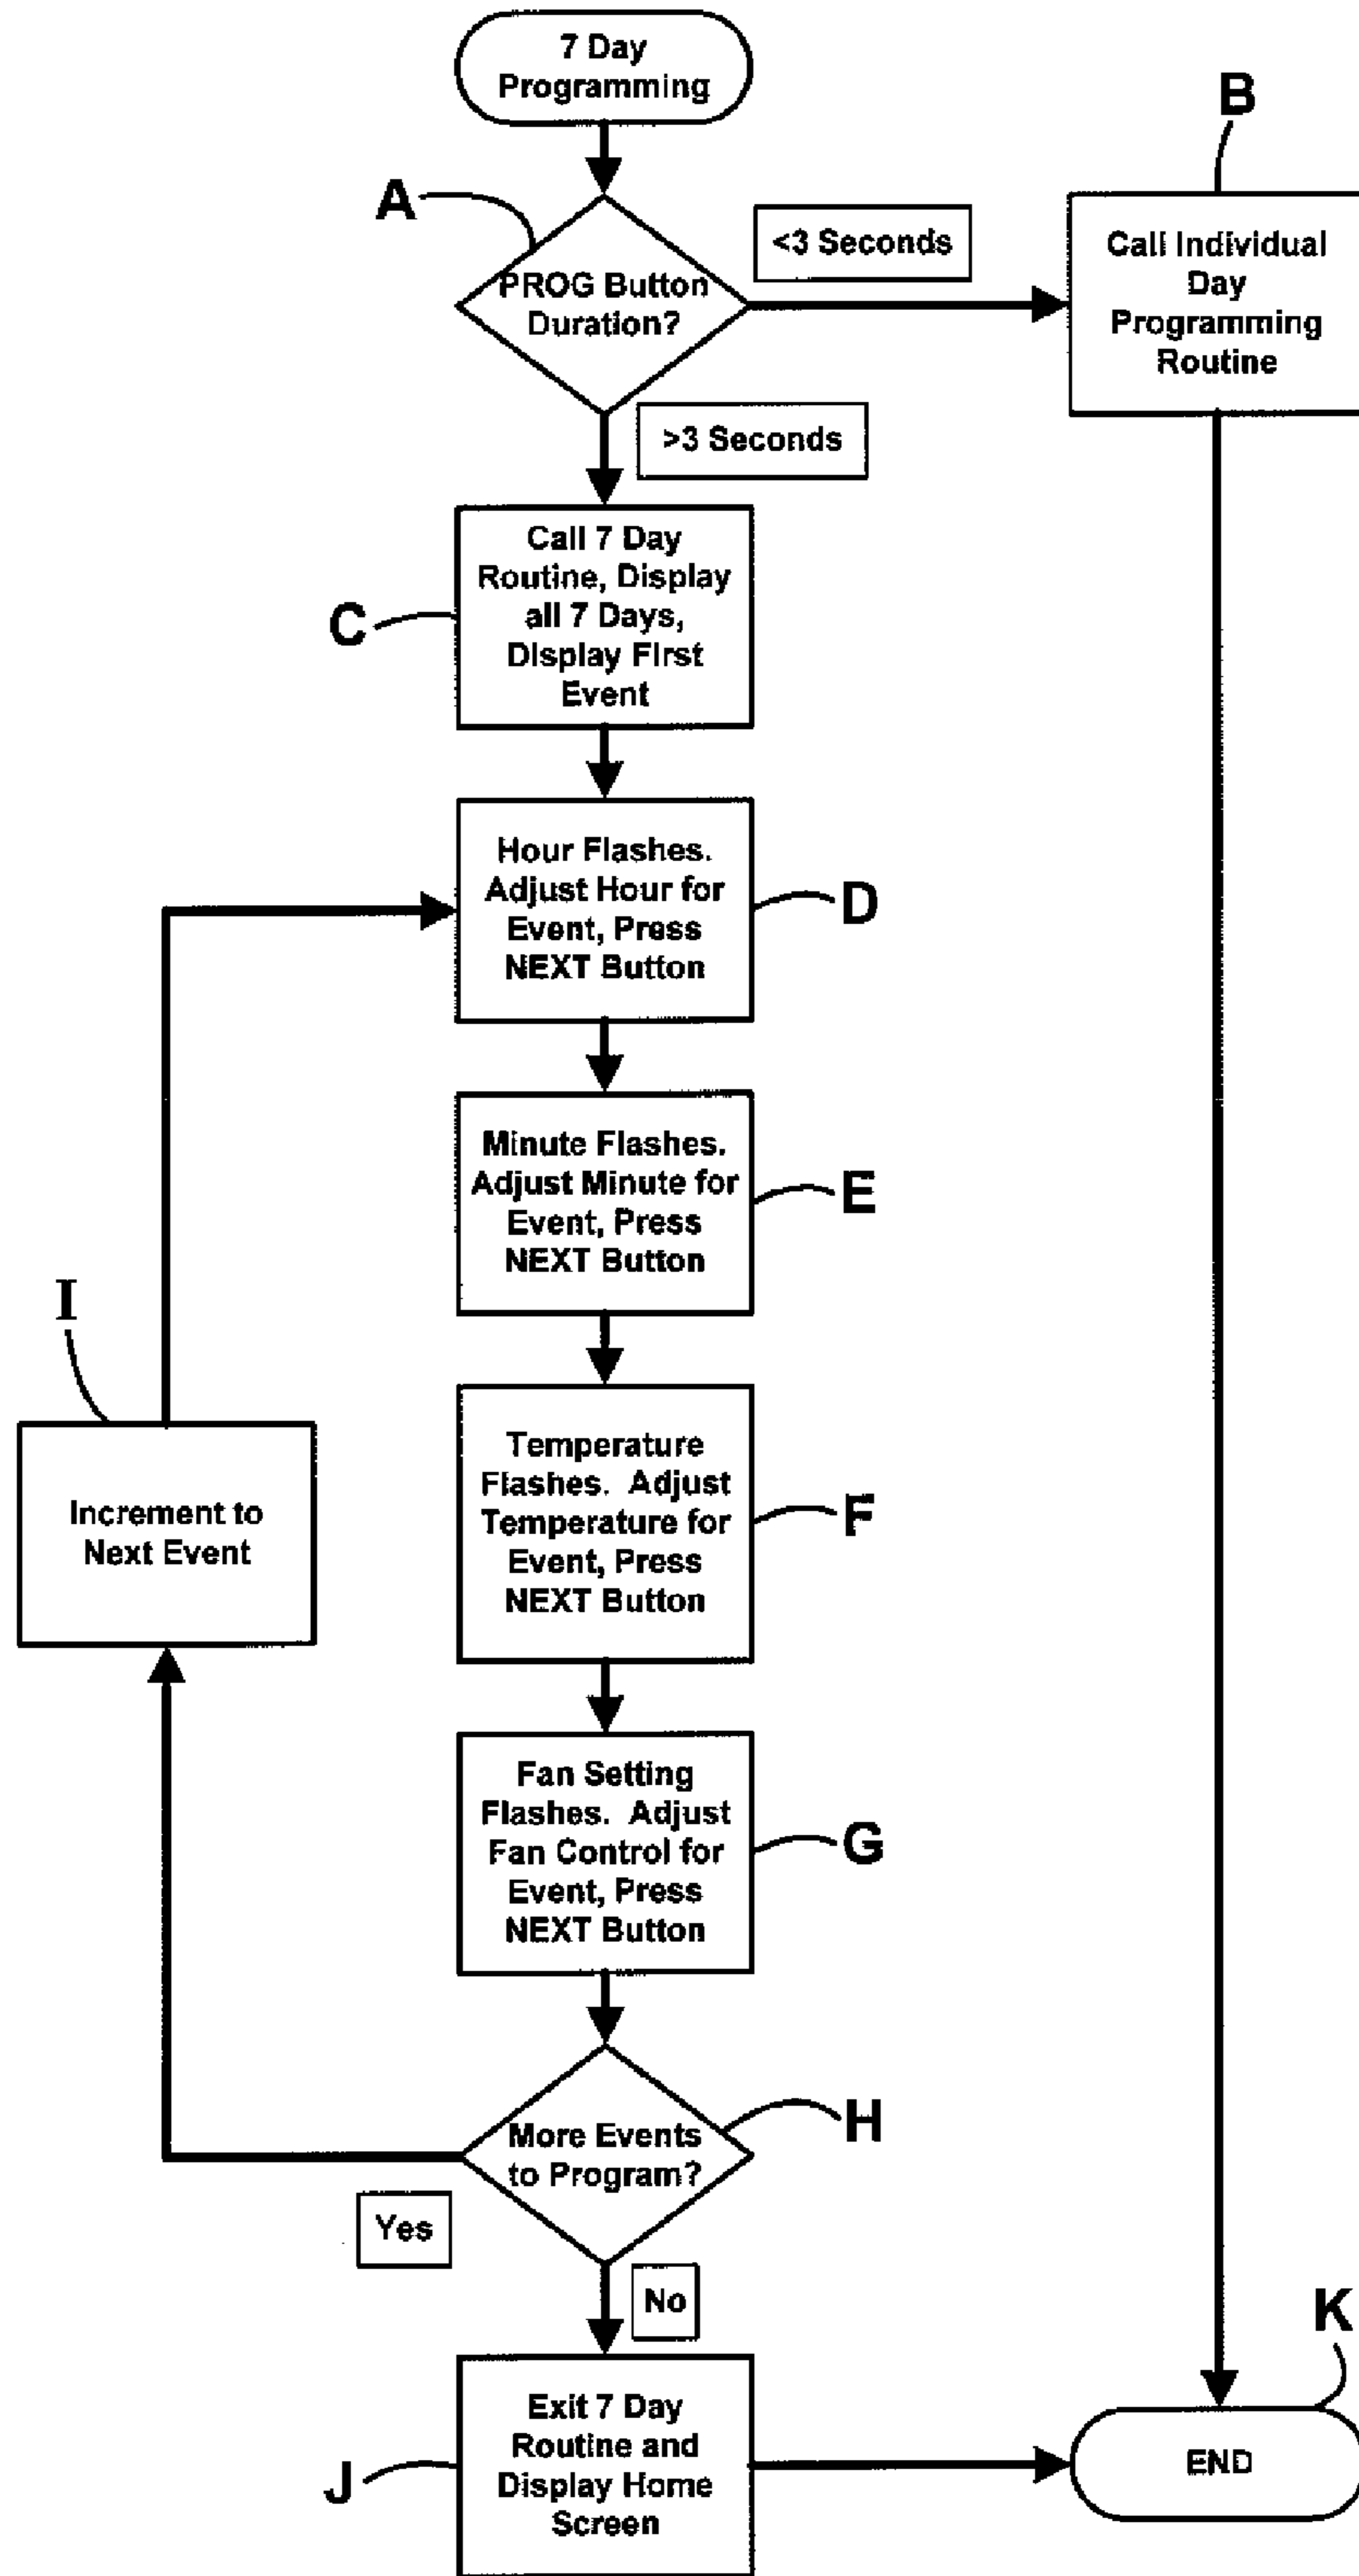 7 Day
Programming
A
PROG Button
Duration?
<3 Seconds
B
Call Individual
Day
Programming
Routine
>3 Seconds
C
Call 7 Day
Routine, Display
all 7 Days,
Display First
Event
D
Hour Flashes.
Adjust Hour for
Event, Press
NEXT Button
E
Minute Flashes.
Adjust Minute for
Event, Press
NEXT Button
F
Temperature
Flashes. Adjust
Temperature for
Event, Press
NEXT Button
G
Fan Setting
Flashes. Adjust
Fan Control for
Event, Press
NEXT Button
H
More Events
to Program?
Yes
I
Increment to
Next Event
No
J
Exit 7 Day
Routine and
Display Home
Screen
K
END